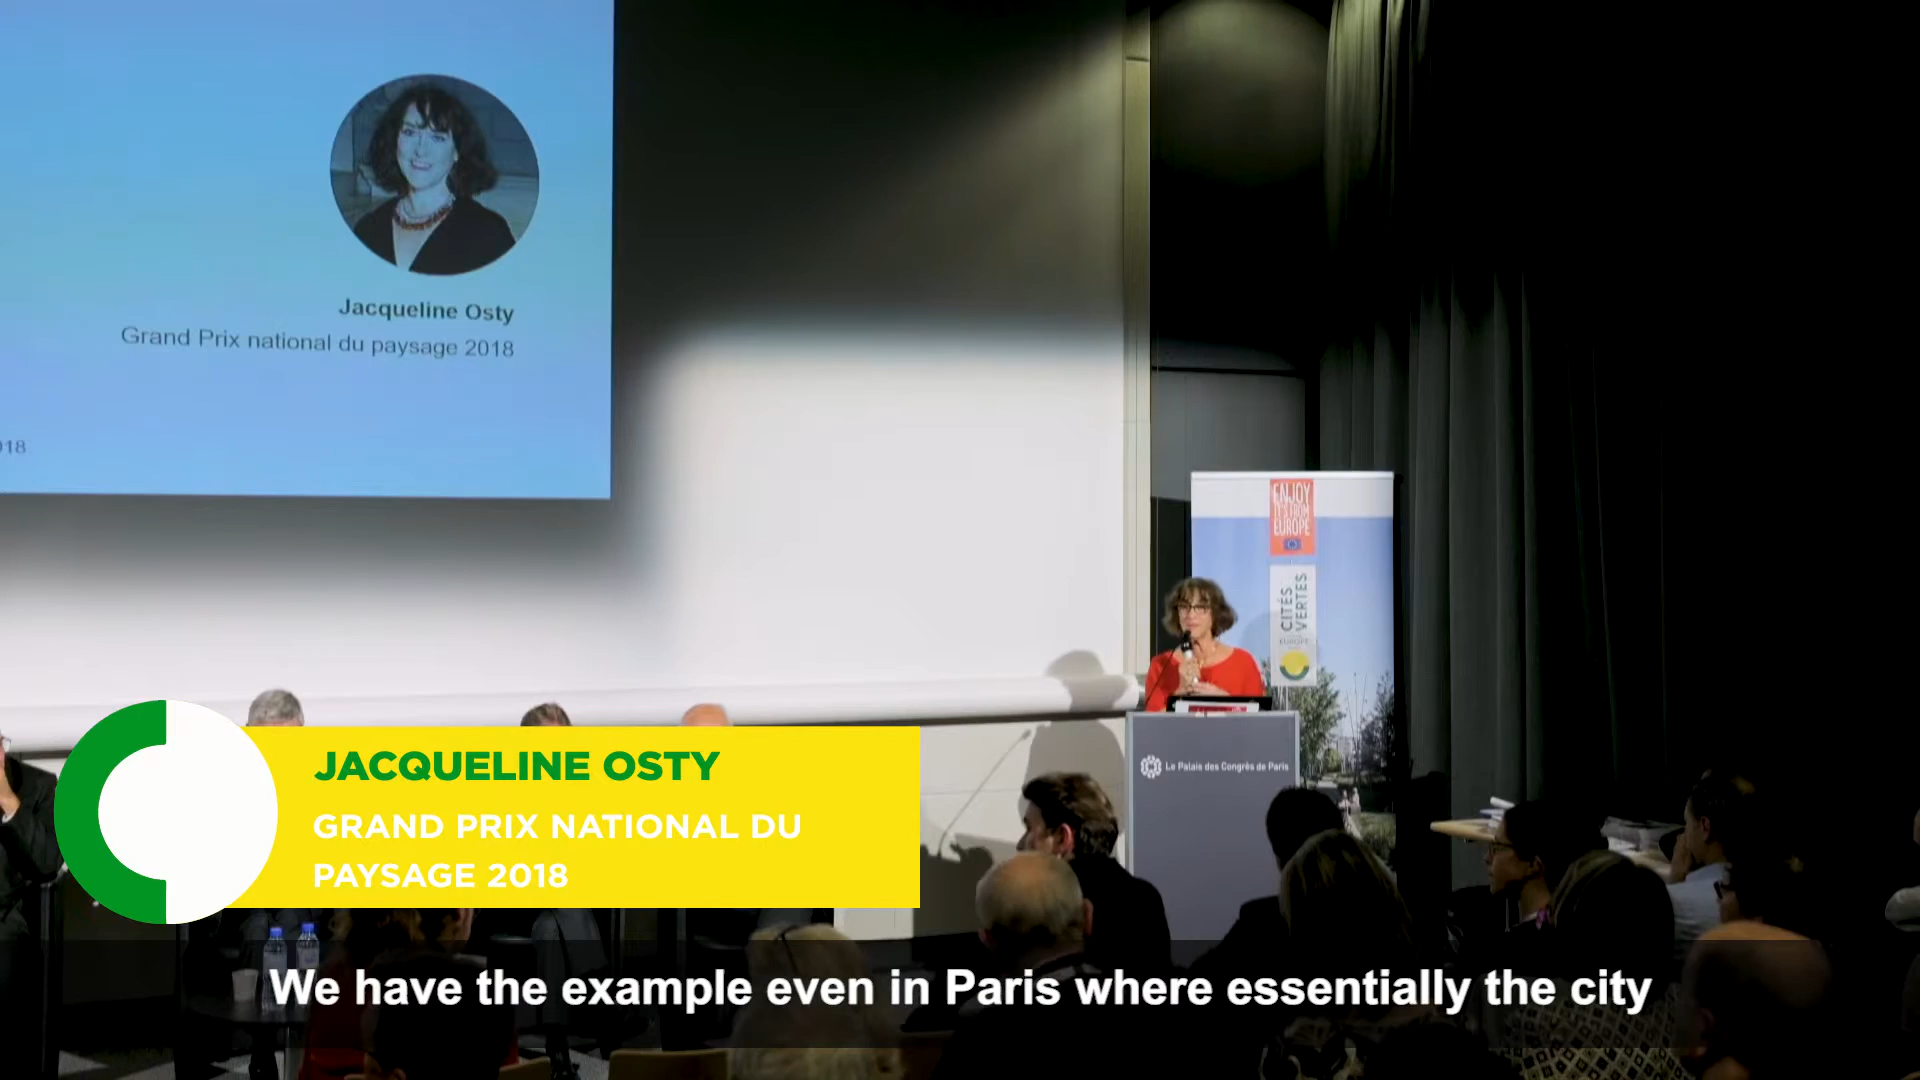 Jacqueline Osty
Grand Prix national du paysage 2018
018
ENJOY
IT'S FROM
EUROPE
CITÉS
VERTES
EUROPE
Le Palais des Congrès de Paris
JACQUELINE OSTY
GRAND PRIX NATIONAL DU
PAYSAGE 2018
We have the example even in Paris where essentially the city